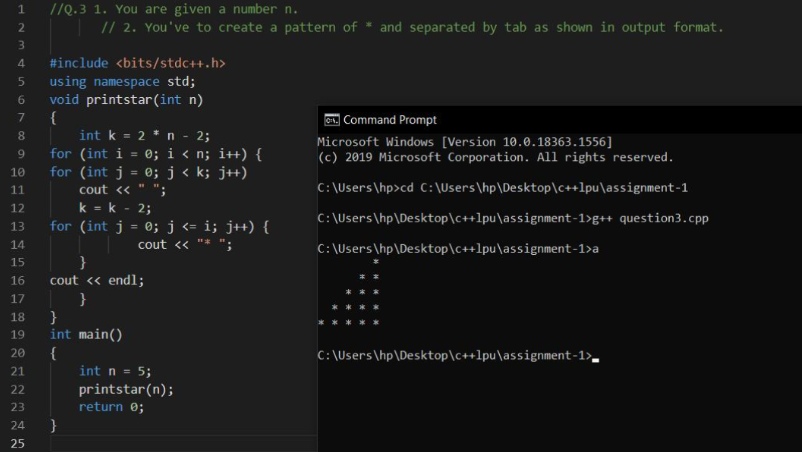 1 //Q.3 1. You are given a number n.
2 // 2. You've to create a pattern of * and separated by tab as shown in output format.
3
4 #include <bits/stdc++.h>
5 using namespace std;
6 void printstar(int n)
7 {
8 int k = 2 * n - 2;
9 for (int i = 0; i < n; i++) {
10 for (int j = 0; j < k; j++)
11 cout << " ";
12 k = k - 2;
13 for (int j = 0; j <= i; j++) {
14 cout << "* ";
15 }
16 cout << endl;
17 }
18 }
19 int main()
20 {
21 int n = 5;
22 printstar(n);
23 return 0;
24 }
25
C:\. Command Prompt
Microsoft Windows [Version 10.0.18363.1556]
(c) 2019 Microsoft Corporation. All rights reserved.
C:\Users\hp>cd C:\Users\hp\Desktop\c++lpu\assignment-1
C:\Users\hp\Desktop\c++lpu\assignment-1>g++ question3.cpp
C:\Users\hp\Desktop\c++lpu\assignment-1>a
*
* *
* * *
* * * *
* * * * *
C:\Users\hp\Desktop\c++lpu\assignment-1>